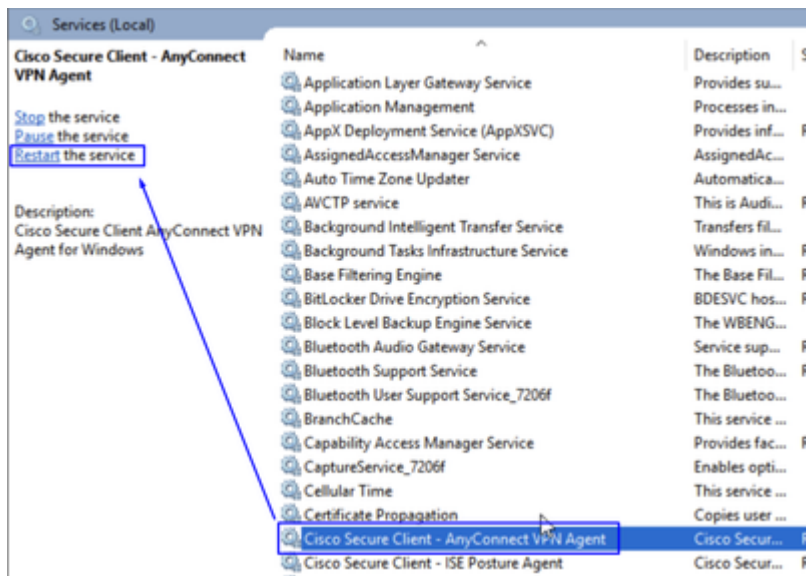 Services (Local)
Cisco Secure Client - AnyConnect
VPN Agent
Stop the service
Pause the service
Restart the service
Description:
Cisco Secure Client AnyConnect VPN
Agent for Windows
Name Description S
Application Layer Gateway Service Provides su...
Application Management Processes in...
AppX Deployment Service (AppXSVC) Provides inf... R
AssignedAccessManager Service AssignedAc...
Auto Time Zone Updater Automatica...
AVCTP service This is Audi... R
Background Intelligent Transfer Service Transfers fil...
Background Tasks Infrastructure Service Windows in... R
Base Filtering Engine The Base Fil... R
BitLocker Drive Encryption Service BDESVC hos... R
Block Level Backup Engine Service The WBENG...
Bluetooth Audio Gateway Service Service sup... R
Bluetooth Support Service The Bluetoo... R
Bluetooth User Support Service_7206f The Bluetoo...
BranchCache This service ...
Capability Access Manager Service Provides fac... R
CaptureService_7206f Enables opti...
Cellular Time This service ...
Certificate Propagation Copies user ...
Cisco Secure Client - AnyConnect VPN Agent Cisco Secur... R
Cisco Secure Client - ISE Posture Agent Cisco Secur... R